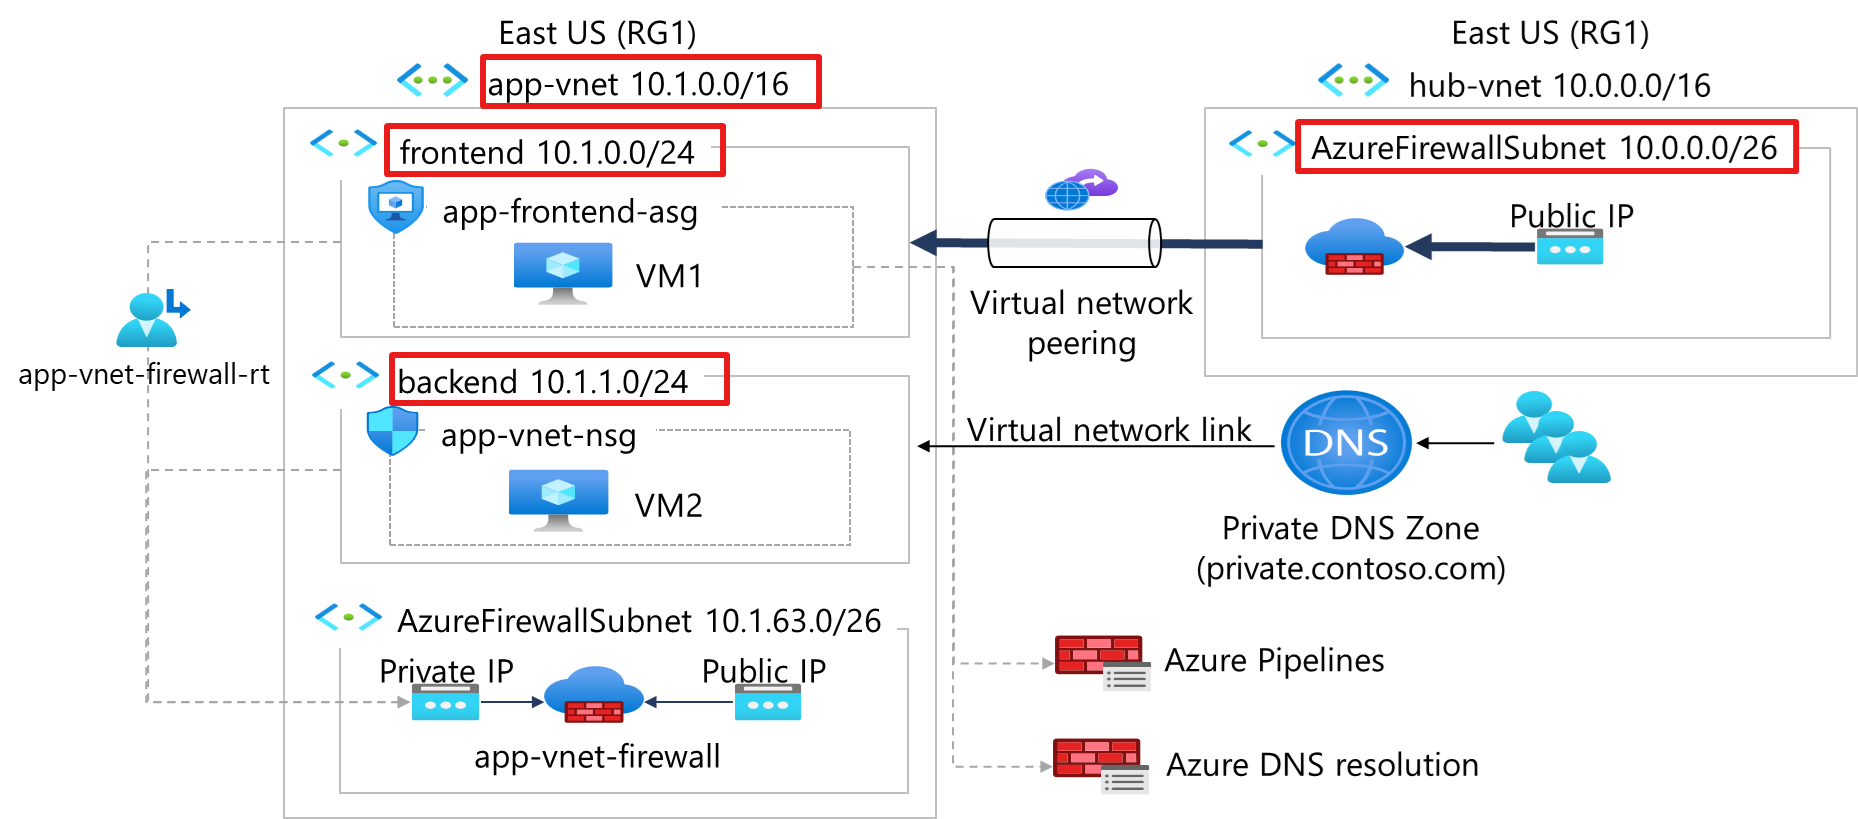 East US (RG1)
app-vnet 10.1.0.0/16
frontend 10.1.0.0/24
app-frontend-asg
VM1
app-vnet-firewall-rt
backend 10.1.1.0/24
app-vnet-nsg
VM2
AzureFirewallSubnet 10.1.63.0/26
Private IP
Public IP
app-vnet-firewall
East US (RG1)
hub-vnet 10.0.0.0/16
AzureFirewallSubnet 10.0.0.0/26
Public IP
Virtual network
peering
Virtual network link
DNS
Private DNS Zone
(private.contoso.com)
Azure Pipelines
Azure DNS resolution